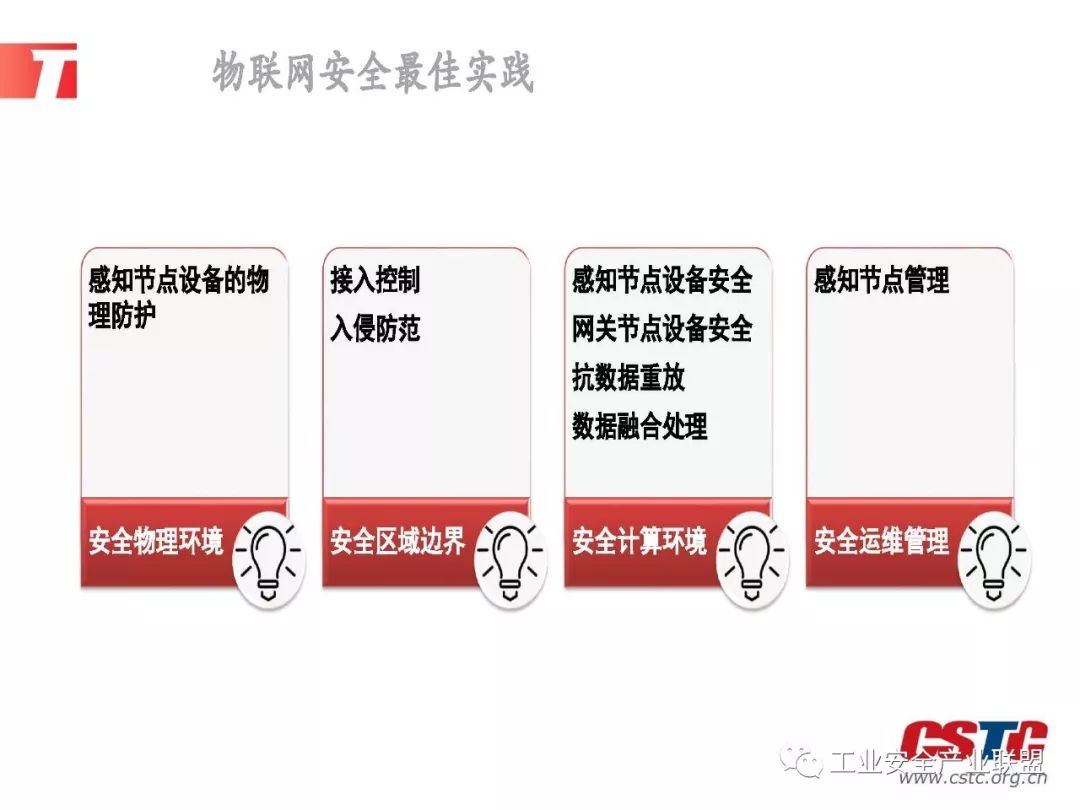 T
物联网安全最佳实践
感知节点设备的物
理防护
安全物理环境
接入控制
入侵防范
安全区域边界
感知节点设备安全
网关节点设备安全
抗数据重放
数据融合处理
安全计算环境
感知节点管理
安全运维管理
CSTC
工业安全产业联盟
www.cstc.org.cn